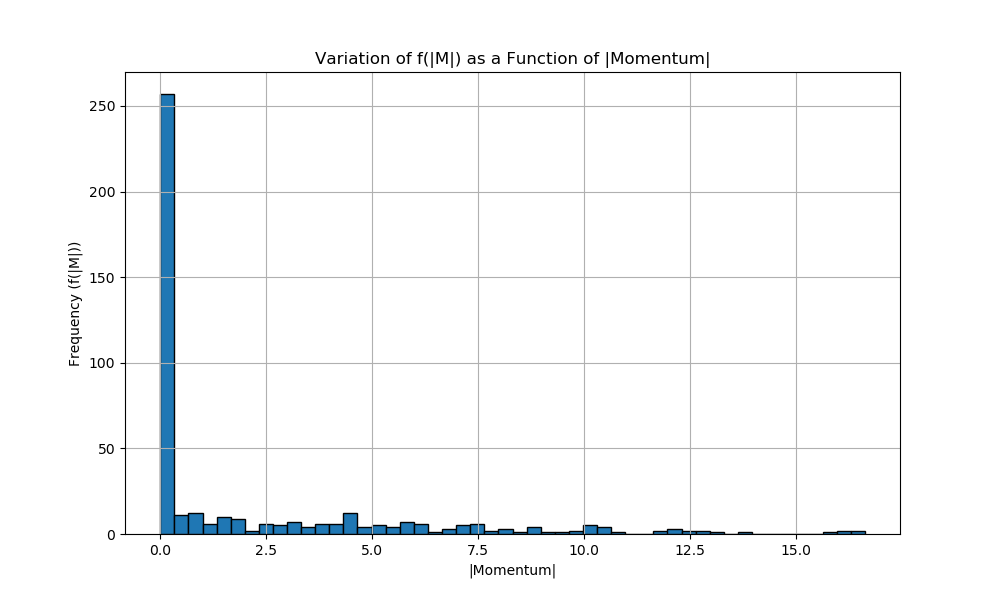 Variation of f(|M|) as a Function of |Momentum|
250
200
150
100
50
0
Frequency (f(|M|))
0.0 2.5 5.0 7.5 10.0 12.5 15.0
|Momentum|